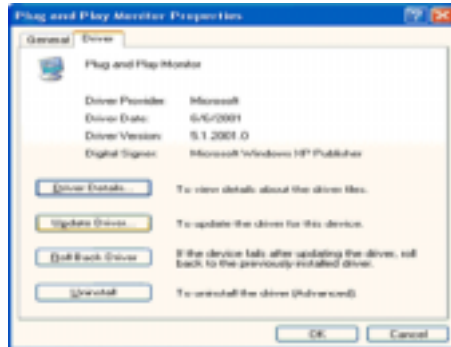 Plug and Play Monitor Properties
General Driver
Plug and Play Monitor
Driver Provider: Microsoft
Driver Date: 6/6/2001
Driver Version: 5.1.2001.0
Digital Signer: Microsoft Windows XP Publisher
Driver Details... To view details about the driver files.
Update Driver... To update the driver for this device.
Roll Back Driver If the device fails after updating the driver, roll
back to the previously installed driver.
Uninstall To uninstall the driver (Advanced).
OK Cancel